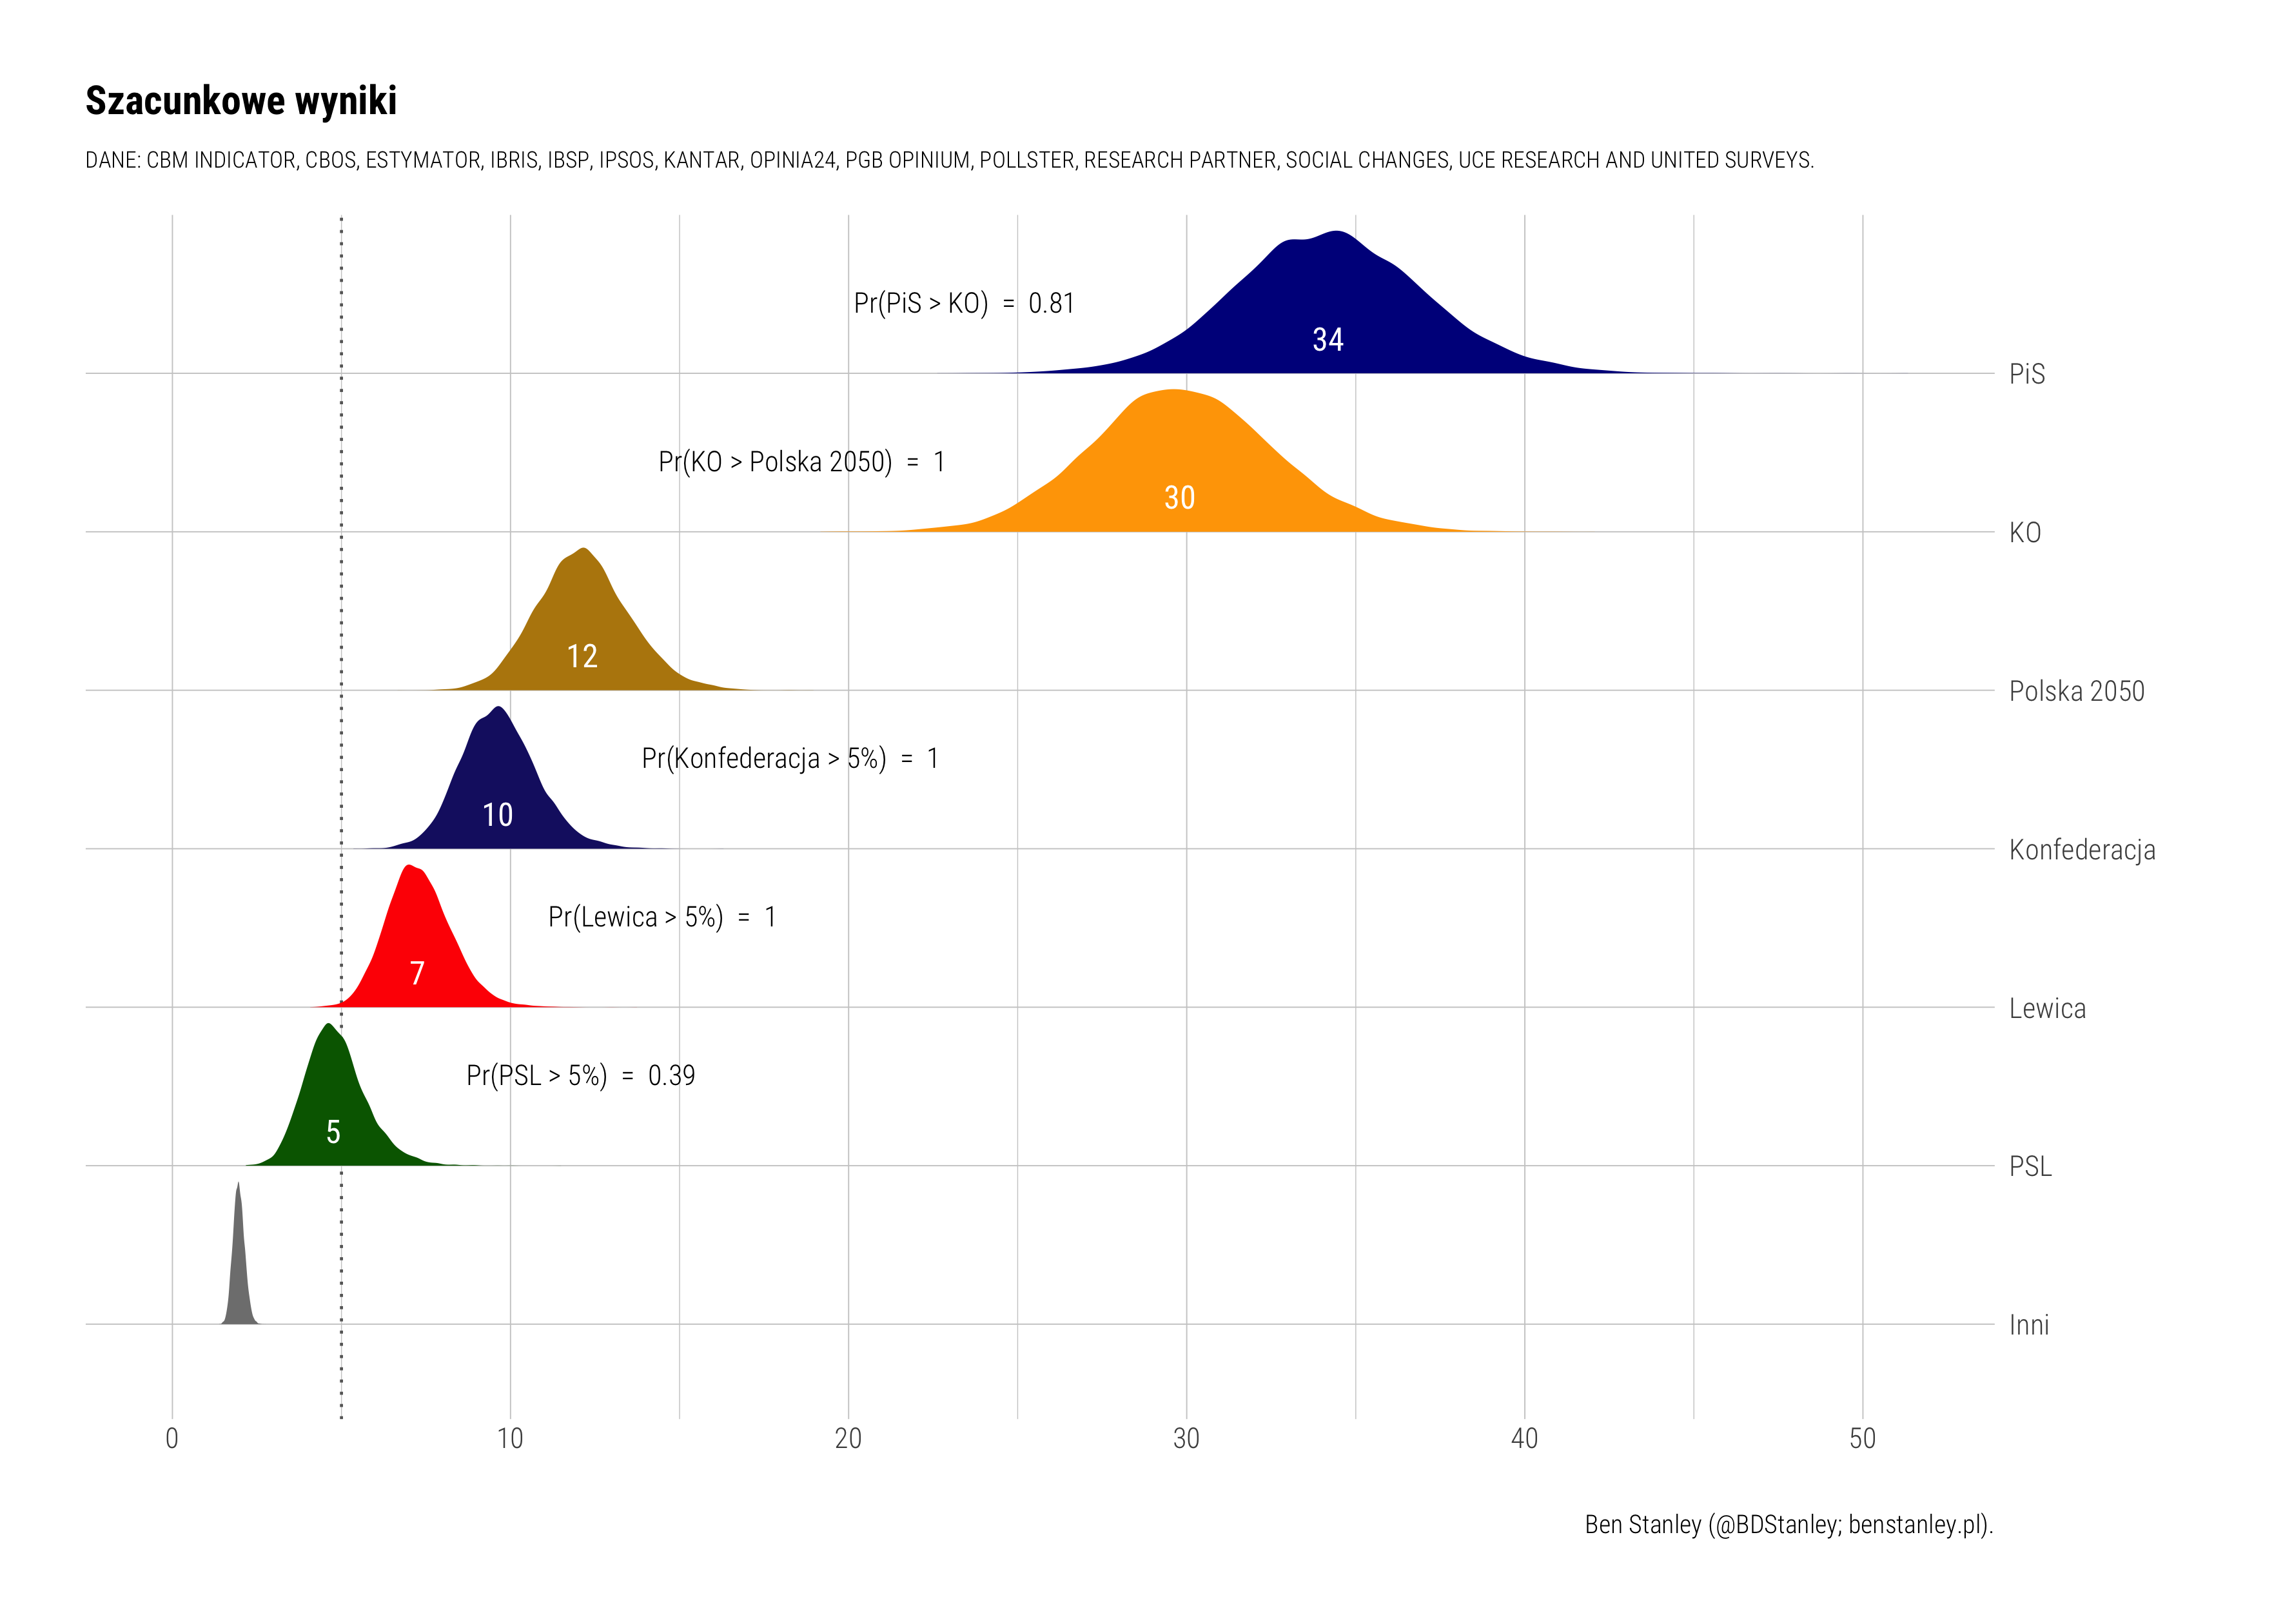 Szacunkowe wyniki
DANE: CBM INDICATOR, CBOS, ESTYMATOR, IBRIS, IBSP, IPSOS, KANTAR, OPINIA24, PGB OPINIUM, POLLSTER, RESEARCH PARTNER, SOCIAL CHANGES, UCE RESEARCH AND UNITED SURVEYS.
Pr(PiS > KO) = 0.81
34
PiS
Pr(KO > Polska 2050) = 1
30
KO
12
Polska 2050
Pr(Konfederacja > 5%) = 1
10
Konfederacja
Pr(Lewica > 5%) = 1
7
Lewica
Pr(PSL > 5%) = 0.39
5
PSL
Inni
0 10 20 30 40 50
Ben Stanley (@BDStanley; benstanley.pl).